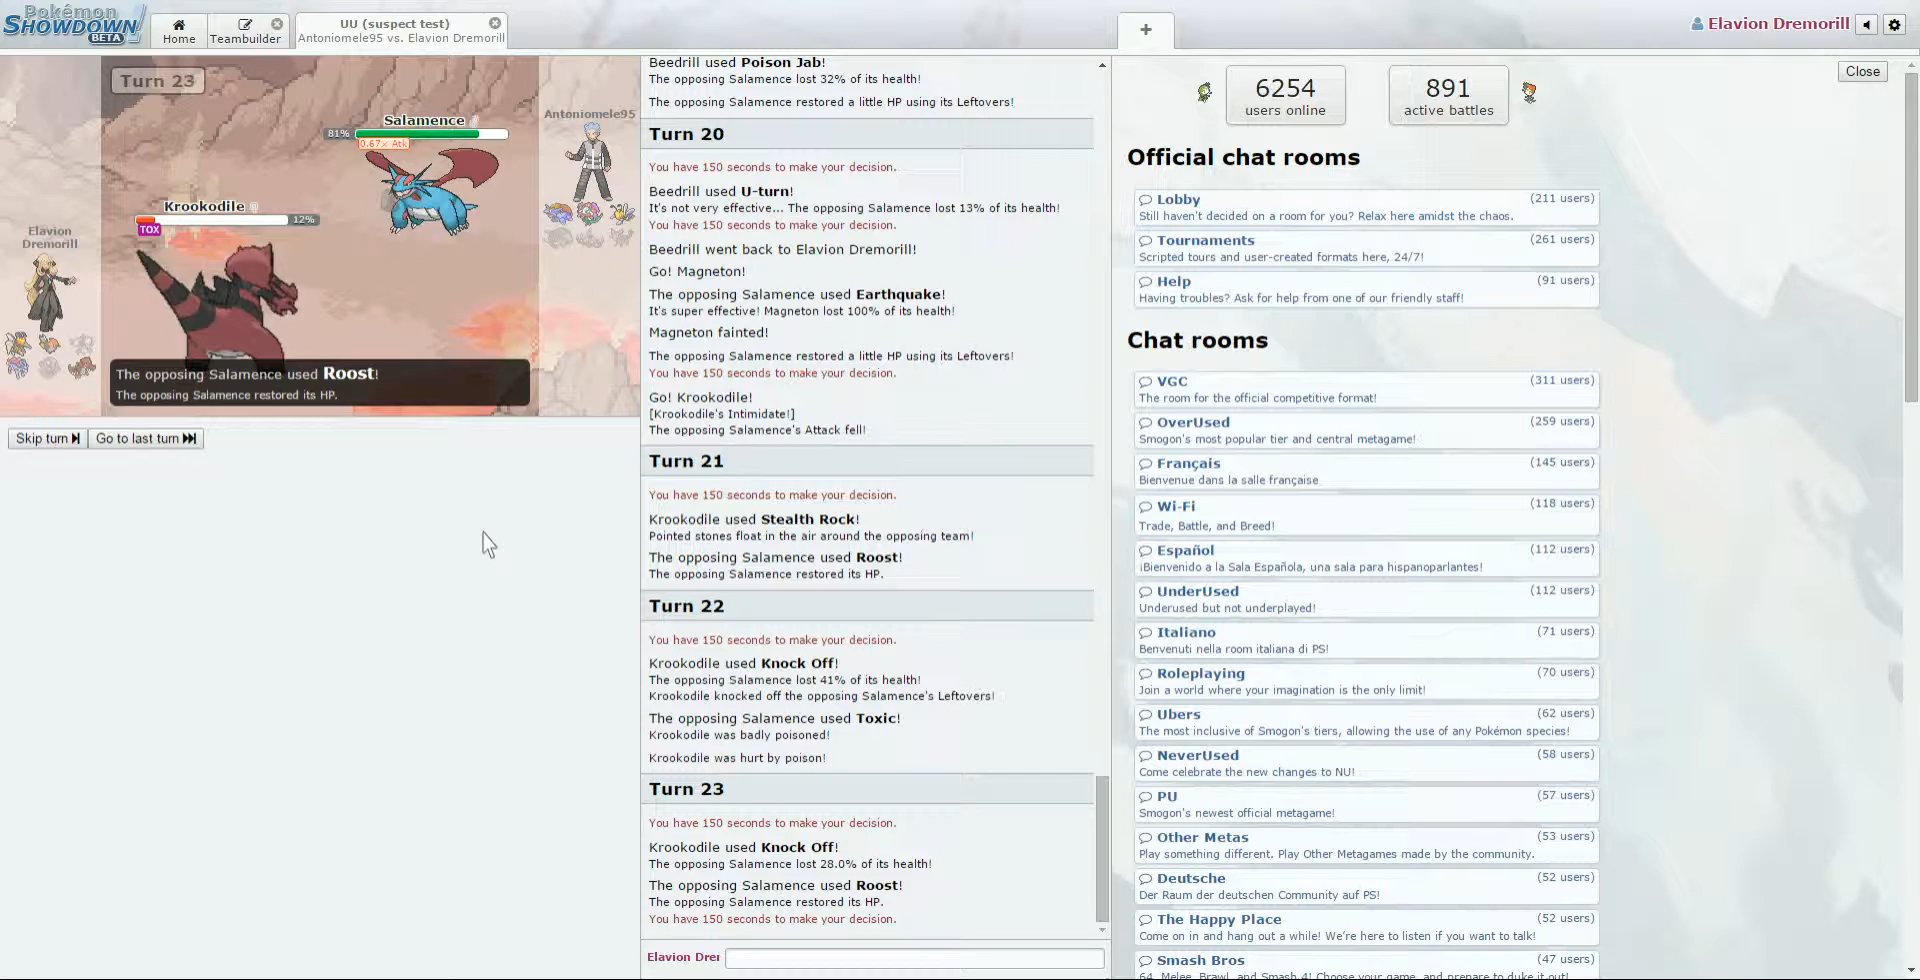 Pokémon
SHOWDOWN!
BETA
Home
Teambuilder
UU (suspect test)
Antoniomele95 vs. Elavion Dremorill
+
Elavion Dremorill
Turn 23
Salamence
81%
0.67× Atk
Krookodile
12%
TOX
Elavion
Dremorill
Antoniomele95
The opposing Salamence used Roost!
The opposing Salamence restored its HP.
Skip turn
Go to last turn
Beedrill used Poison Jab!
The opposing Salamence lost 32% of its health!
The opposing Salamence restored a little HP using its Leftovers!
Turn 20
You have 150 seconds to make your decision.
Beedrill used U-turn!
It's not very effective... The opposing Salamence lost 13% of its health!
You have 150 seconds to make your decision.
Beedrill went back to Elavion Dremorill!
Go! Magneton!
The opposing Salamence used Earthquake!
It's super effective! Magneton lost 100% of its health!
Magneton fainted!
The opposing Salamence restored a little HP using its Leftovers!
You have 150 seconds to make your decision.
Go! Krookodile!
[Krookodile's Intimidate!]
The opposing Salamence's Attack fell!
Turn 21
You have 150 seconds to make your decision.
Krookodile used Stealth Rock!
Pointed stones float in the air around the opposing team!
The opposing Salamence used Roost!
The opposing Salamence restored its HP.
Turn 22
You have 150 seconds to make your decision.
Krookodile used Knock Off!
The opposing Salamence lost 41% of its health!
Krookodile knocked off the opposing Salamence's Leftovers!
The opposing Salamence used Toxic!
Krookodile was badly poisoned!
Krookodile was hurt by poison!
Turn 23
You have 150 seconds to make your decision.
Krookodile used Knock Off!
The opposing Salamence lost 28.0% of its health!
The opposing Salamence used Roost!
The opposing Salamence restored its HP.
You have 150 seconds to make your decision.
Elavion Drer
Close
6254
users online
891
active battles
Official chat rooms
Lobby (211 users)
Still haven't decided on a room for you? Relax here amidst the chaos.
Tournaments (261 users)
Scripted tours and user-created formats here, 24/7!
Help (91 users)
Having troubles? Ask for help from one of our friendly staff!
Chat rooms
VGC (311 users)
The room for the official competitive format!
OverUsed (259 users)
Smogon's most popular tier and central metagame!
Français (145 users)
Bienvenue dans la salle française
Wi-Fi (118 users)
Trade, Battle, and Breed!
Español (112 users)
¡Bienvenido a la Sala Española, una sala para hispanoparlantes!
UnderUsed (112 users)
Underused but not underplayed!
Italiano (71 users)
Benvenuti nella room italiana di PS!
Roleplaying (70 users)
Join a world where your imagination is the only limit!
Ubers (62 users)
The most inclusive of Smogon's tiers, allowing the use of any Pokémon species!
NeverUsed (58 users)
Come celebrate the new changes to NU!
PU (57 users)
Smogon's newest official metagame!
Other Metas (53 users)
Play something different. Play Other Metagames made by the community.
Deutsche (52 users)
Der Raum der deutschen Community auf PS!
The Happy Place (52 users)
Come on in and hang out a while! We're here to listen if you want to talk!
Smash Bros (47 users)
64, Melee, Brawl, and Smash 4! Choose your game, and prepare to duke it out!